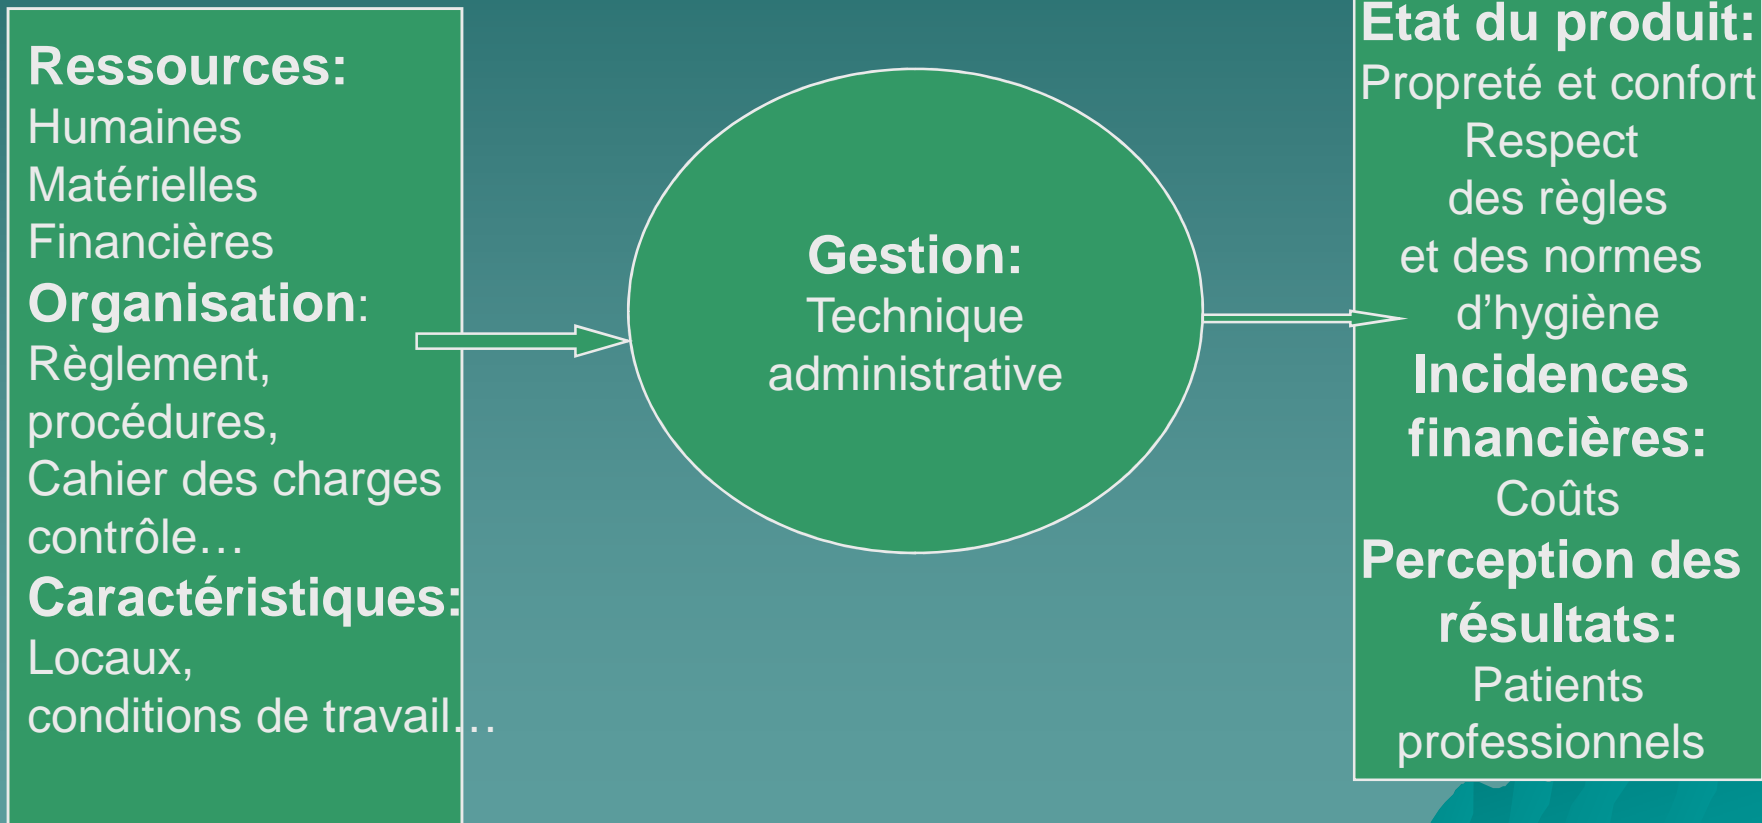 Ressources:
Humaines
Matérielles
Financières
Organisation:
Règlement,
procédures,
Cahier des charges
contrôle…
Caractéristiques:
Locaux,
conditions de travail…
Gestion:
Technique
administrative
Etat du produit:
Propreté et confort
Respect
des règles
et des normes
d’hygiène
Incidences
financières:
Coûts
Perception des
résultats:
Patients
professionnels